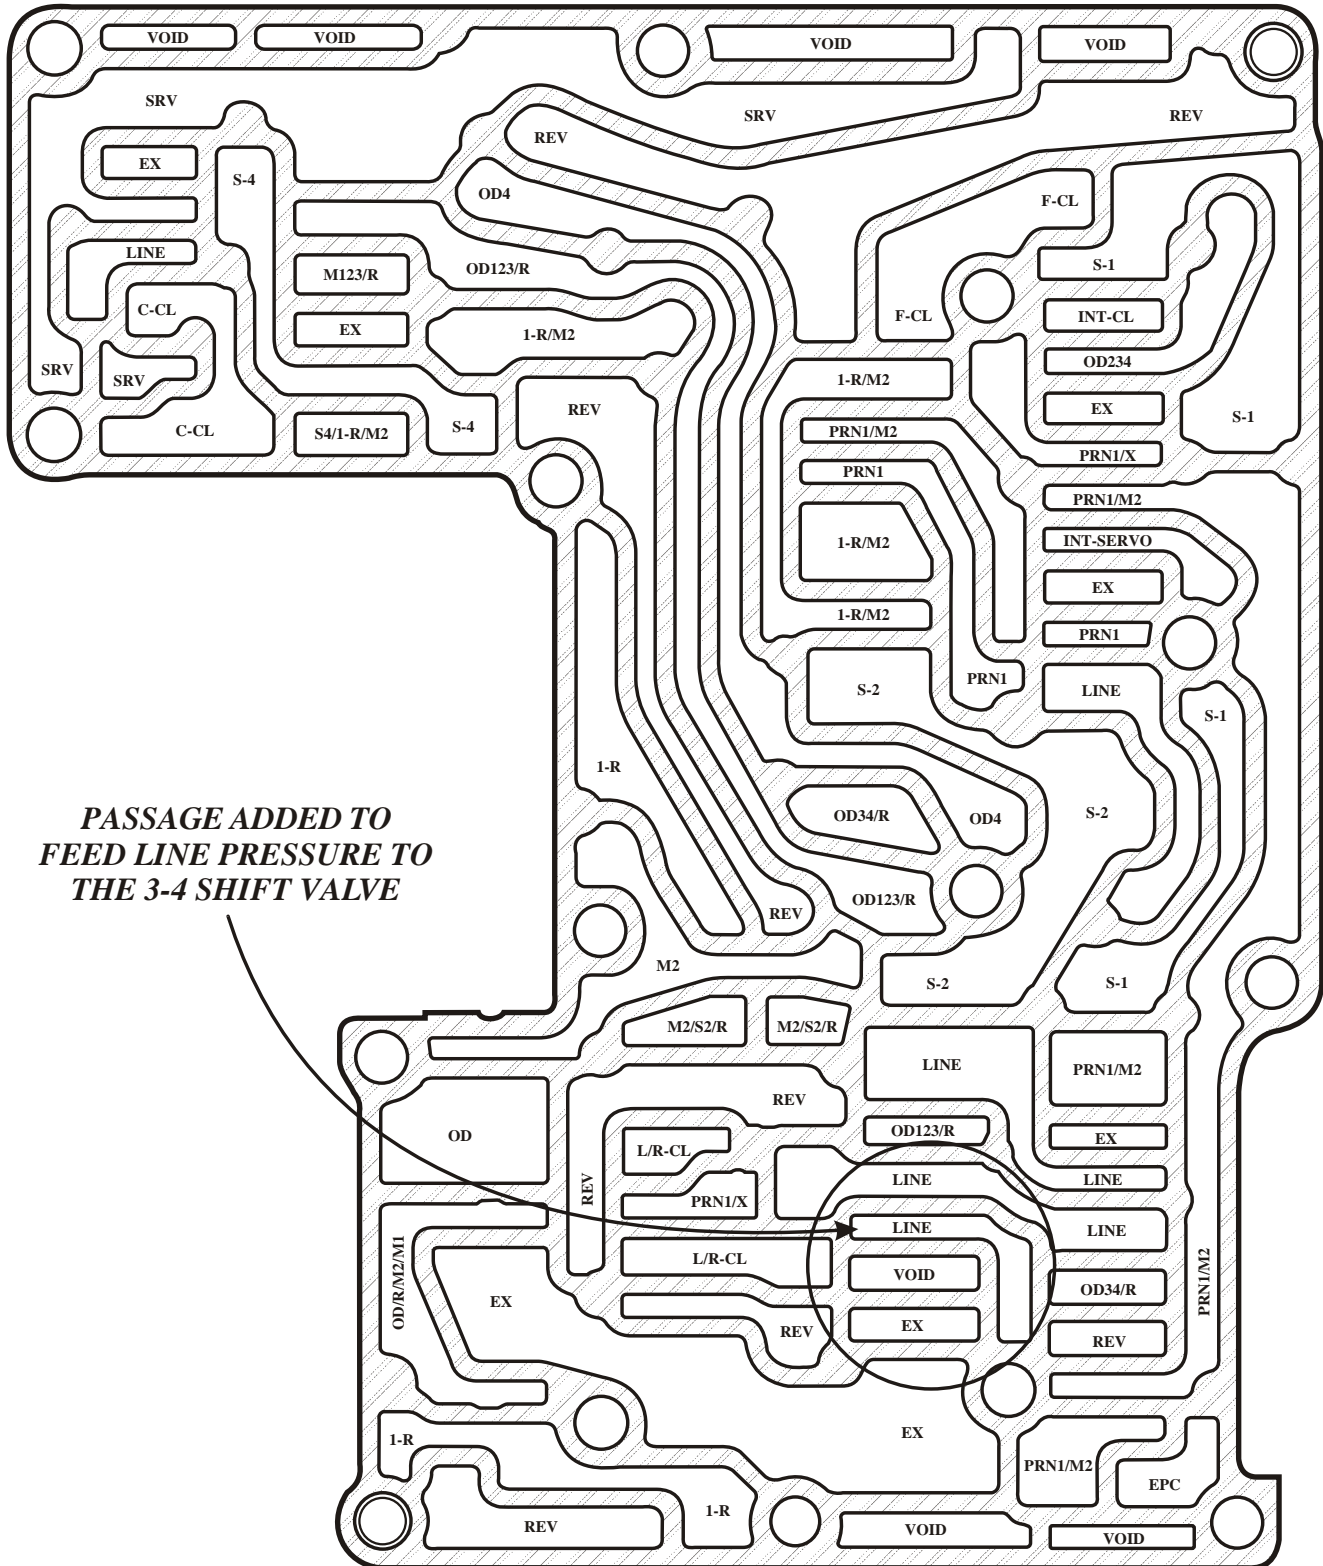 VOID VOID VOID VOID
SRV SRV REV
REV
EX
S-4
OD4
F-CL
LINE
M123/R
OD123/R
S-1
C-CL
EX
1-R/M2
F-CL
INT-CL
SRV
SRV
1-R/M2
OD234
REV
EX
S-1
C-CL
S4/1-R/M2
S-4
PRN1/M2
PRN1/X
PRN1
PRN1/M2
1-R/M2
INT-SERVO
EX
1-R/M2
PRN1
S-2
PRN1
LINE
S-1
1-R
PASSAGE ADDED TO
FEED LINE PRESSURE TO
THE 3-4 SHIFT VALVE
OD34/R
OD4
S-2
REV
OD123/R
M2
S-2
S-1
M2/S2/R
M2/S2/R
LINE
PRN1/M2
REV
OD
OD123/R
EX
L/R-CL
REV
PRN1/X
LINE
LINE
LINE
LINE
OD/R/M2/M1
L/R-CL
VOID
PRN1/M2
EX
OD34/R
REV
EX
REV
1-R
EX
PRN1/M2
EPC
REV
1-R
VOID
VOID